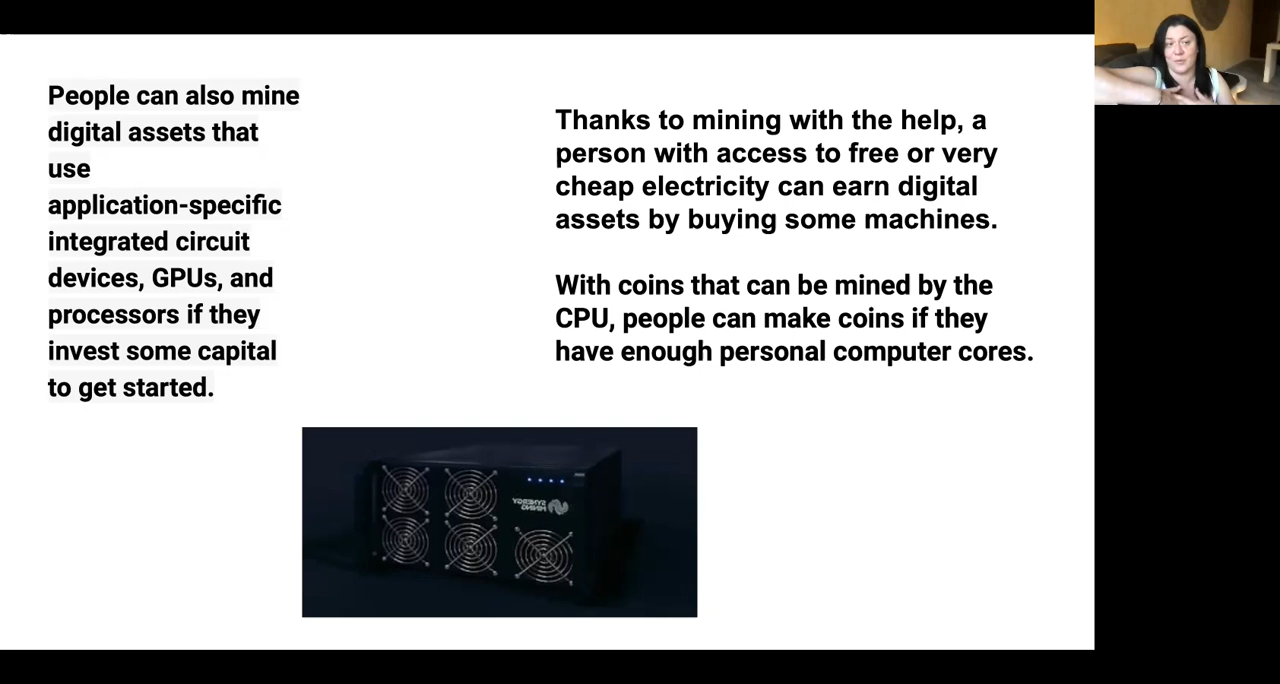 People can also mine
digital assets that
use
application-specific
integrated circuit
devices, GPUs, and
processors if they
invest some capital
to get started.
Thanks to mining with the help, a
person with access to free or very
cheap electricity can earn digital
assets by buying some machines.
With coins that can be mined by the
CPU, people can make coins if they
have enough personal computer cores.
SYNERGY
MINING